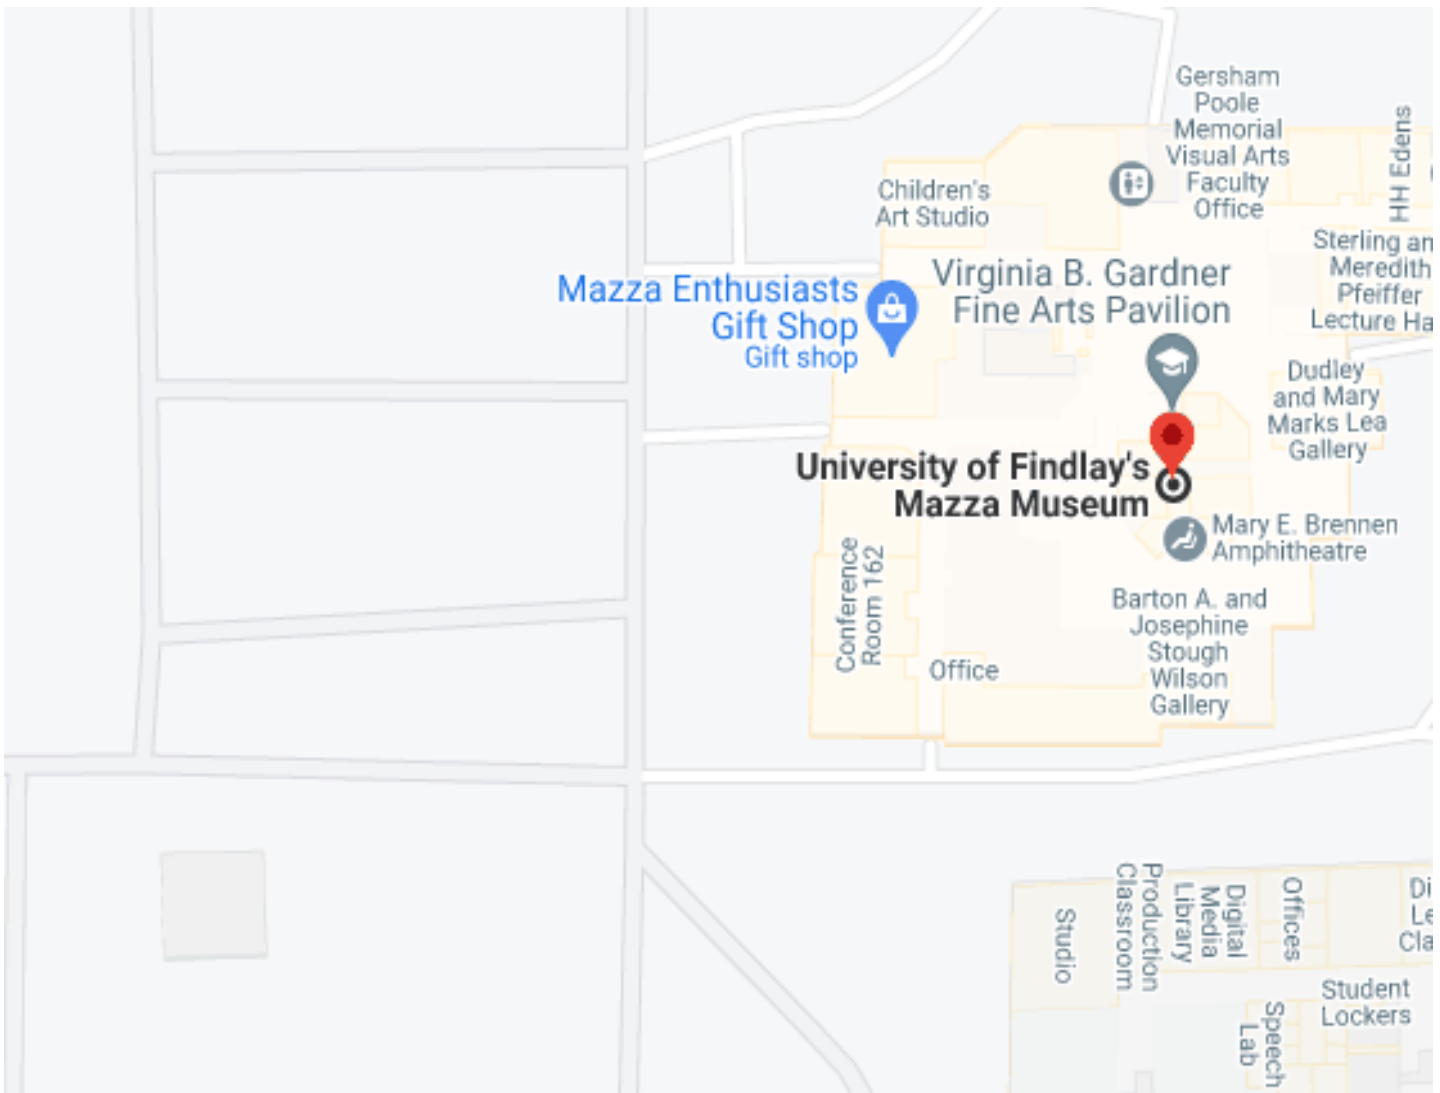 Gersham
Poole
Memorial
Visual Arts
Faculty
Office
HH Edens
Children's
Art Studio
Sterling an
Meredith
Pfeiffer
Lecture Ha
Virginia B. Gardner
Fine Arts Pavilion
Mazza Enthusiasts
Gift Shop
Gift shop
Dudley
and Mary
Marks Lea
Gallery
University of Findlay's
Mazza Museum
Mary E. Brennen
Amphitheatre
Conference
Room 162
Barton A. and
Josephine
Stough
Wilson
Gallery
Office
Studio
Production
Classroom
Digital
Media
Library
Offices
Di
Le
Cla
Student
Lockers
Speech
Lab